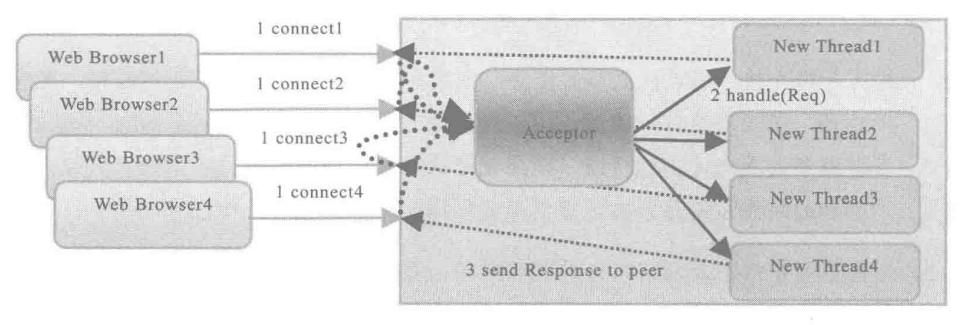 Web Browser1
Web Browser2
Web Browser3
Web Browser4
1 connect1
1 connect2
1 connect3
1 connect4
Acceptor
2 handle(Req)
New Thread1
New Thread2
New Thread3
New Thread4
3 send Response to peer